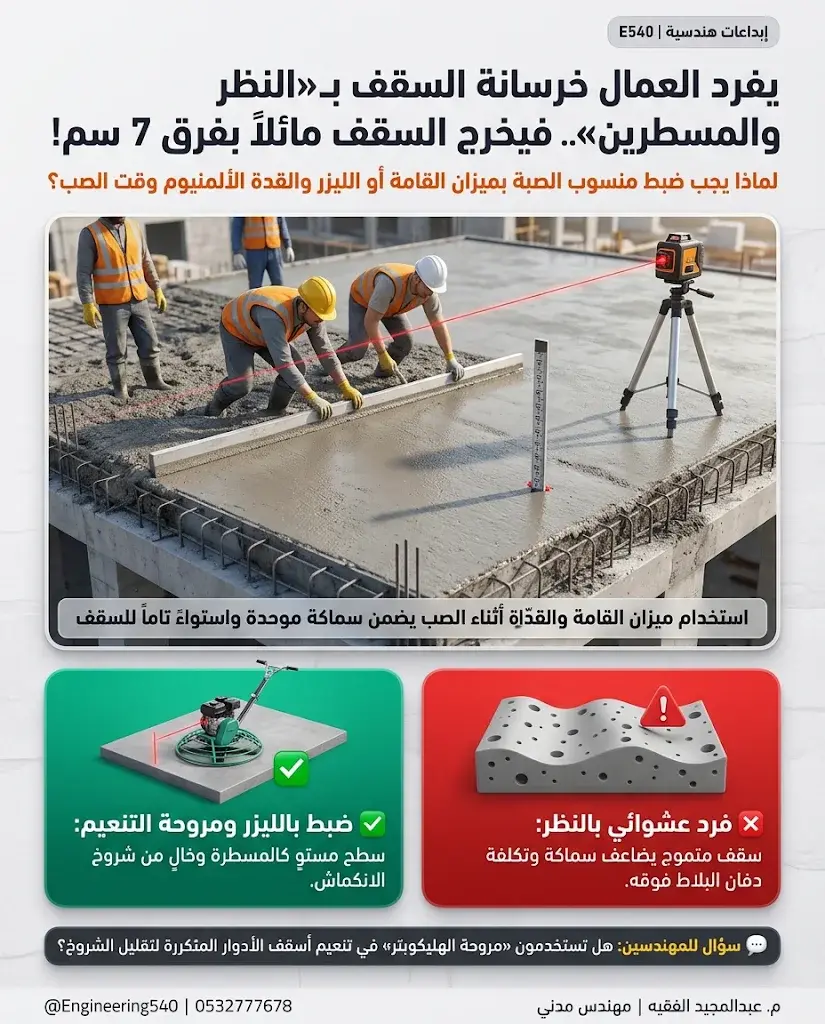 إبداعات هندسية | E540
يفرد العمال خرسانة السقف بـ«النظر
والمسطرين».. فيخرج السقف مائلاً بفرق 7 سم!
لماذا يجب ضبط منسوب الصبة بميزان القامة أو الليزر والقدة الألمنيوم وقت الصب؟
استخدام ميزان القامة والقدّاة أثناء الصب يضمن سماكة موحدة واستواءً تاماً للسقف
❌ فرد عشوائي بالنظر:
سقف متموج يضاعف سماكة وتكلفة
دفان البلاط فوقه.
✅ ضبط بالليزر ومروحة التنعيم:
سطح مستوٍ كالمسطرة وخالٍ من شروخ
الانكماش.
💬 سؤال للمهندسين: هل تستخدمون «مروحة الهليكوبتر» في تنعيم أسقف الأدوار المتكررة لتقليل الشروخ؟
م. عبدالمجيد الفقيه | مهندس مدني
@Engineering540 | 0532777678